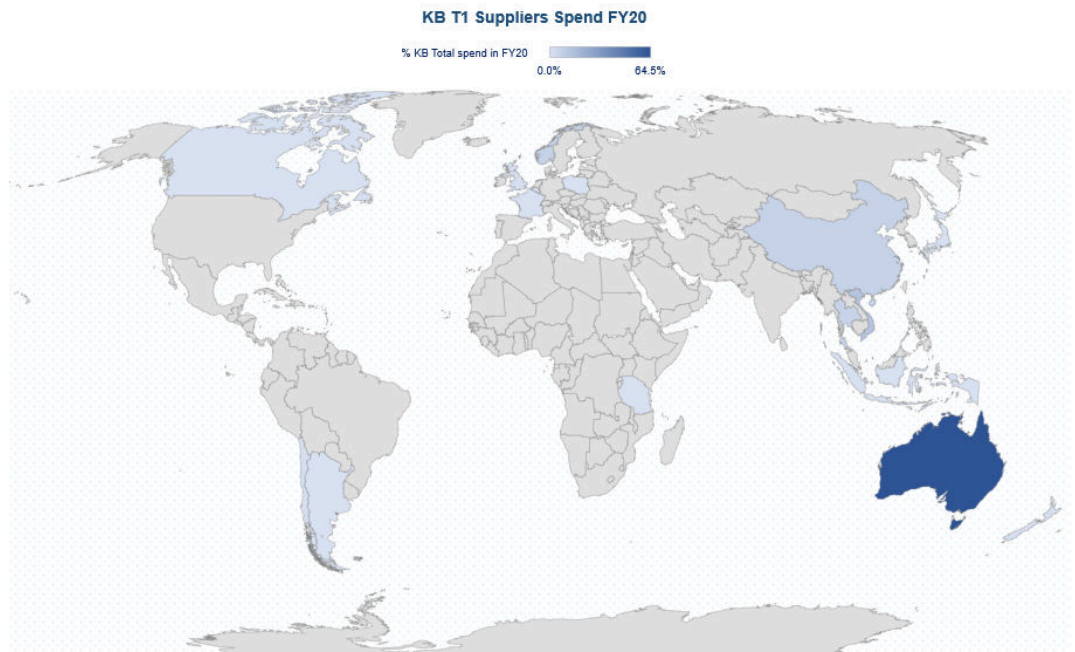 KB T1 Suppliers Spend FY20
% KB Total spend in FY20
0.0% 64.5%